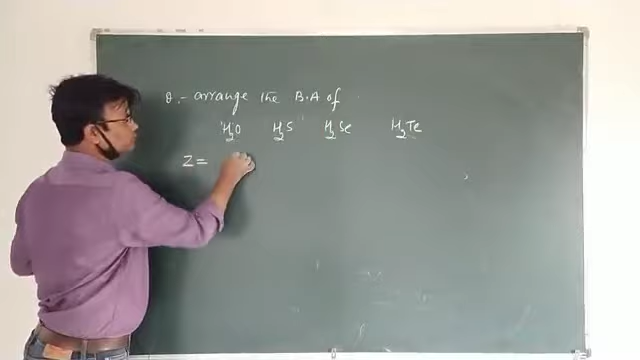 Q.- arrange the B.A of
H₂O H₂S H₂Se H₂Te
Z=